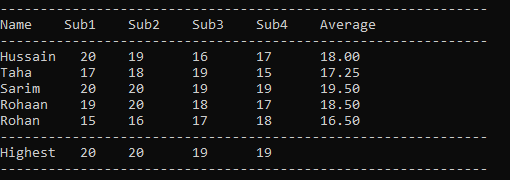 -------------------------------------------------------------
Name    Sub1    Sub2    Sub3    Sub4    Average
-------------------------------------------------------------
Hussain   20    19      16      17      18.00
Taha      17    18      19      15      17.25
Sarim     20    20      19      19      19.50
Rohaan    19    20      18      17      18.50
Rohan     15    16      17      18      16.50
-------------------------------------------------------------
Highest   20    20      19      19
-------------------------------------------------------------